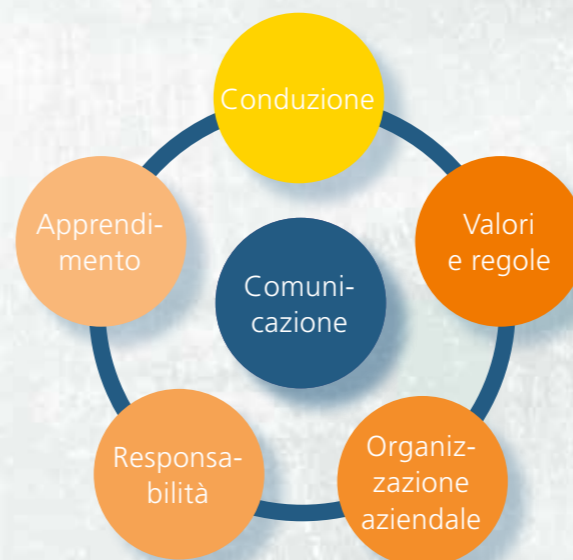 Conduzione
Apprendi-
mento
Valori
e regole
Comuni-
cazione
Responsa-
bilità
Organiz-
zazione
aziendale